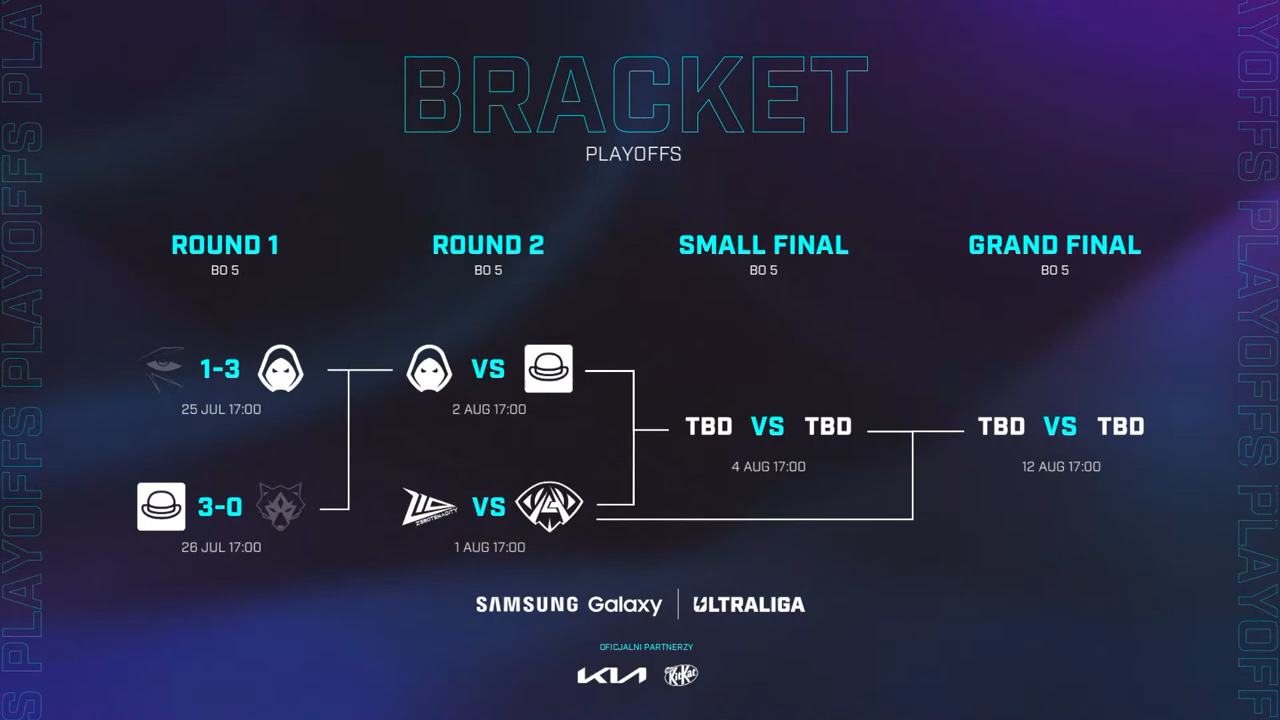 BRACKET
PLAYOFFS
ROUND 1
BO 5
ROUND 2
BO 5
SMALL FINAL
BO 5
GRAND FINAL
BO 5
1-3
25 JUL 17:00
VS
2 AUG 17:00
3-0
26 JUL 17:00
VS
ZEROTENACITY
1 AUG 17:00
TBD VS TBD
4 AUG 17:00
TBD VS TBD
12 AUG 17:00
SAMSUNG Galaxy | ULTRALIGA
OFICJALNI PARTNERZY
KIA KitKat
S PLAYOFFS PLAYOFFS PLA
AYOFFS PLAYOFFS PLAYOFF